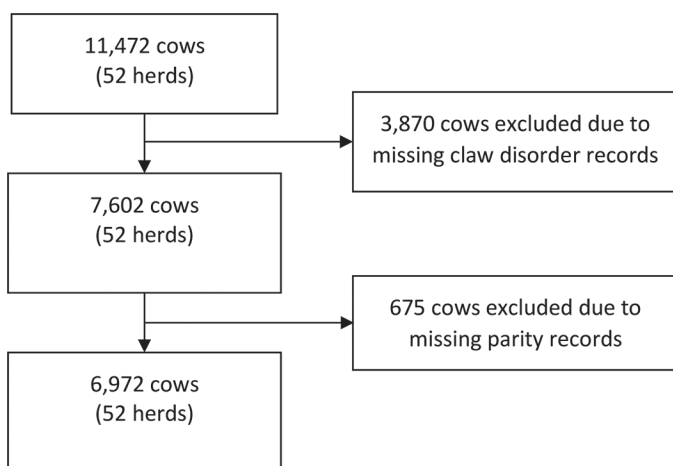 11,472 cows
(52 herds)
3,870 cows excluded due to
missing claw disorder records
7,602 cows
(52 herds)
675 cows excluded due to
missing parity records
6,972 cows
(52 herds)